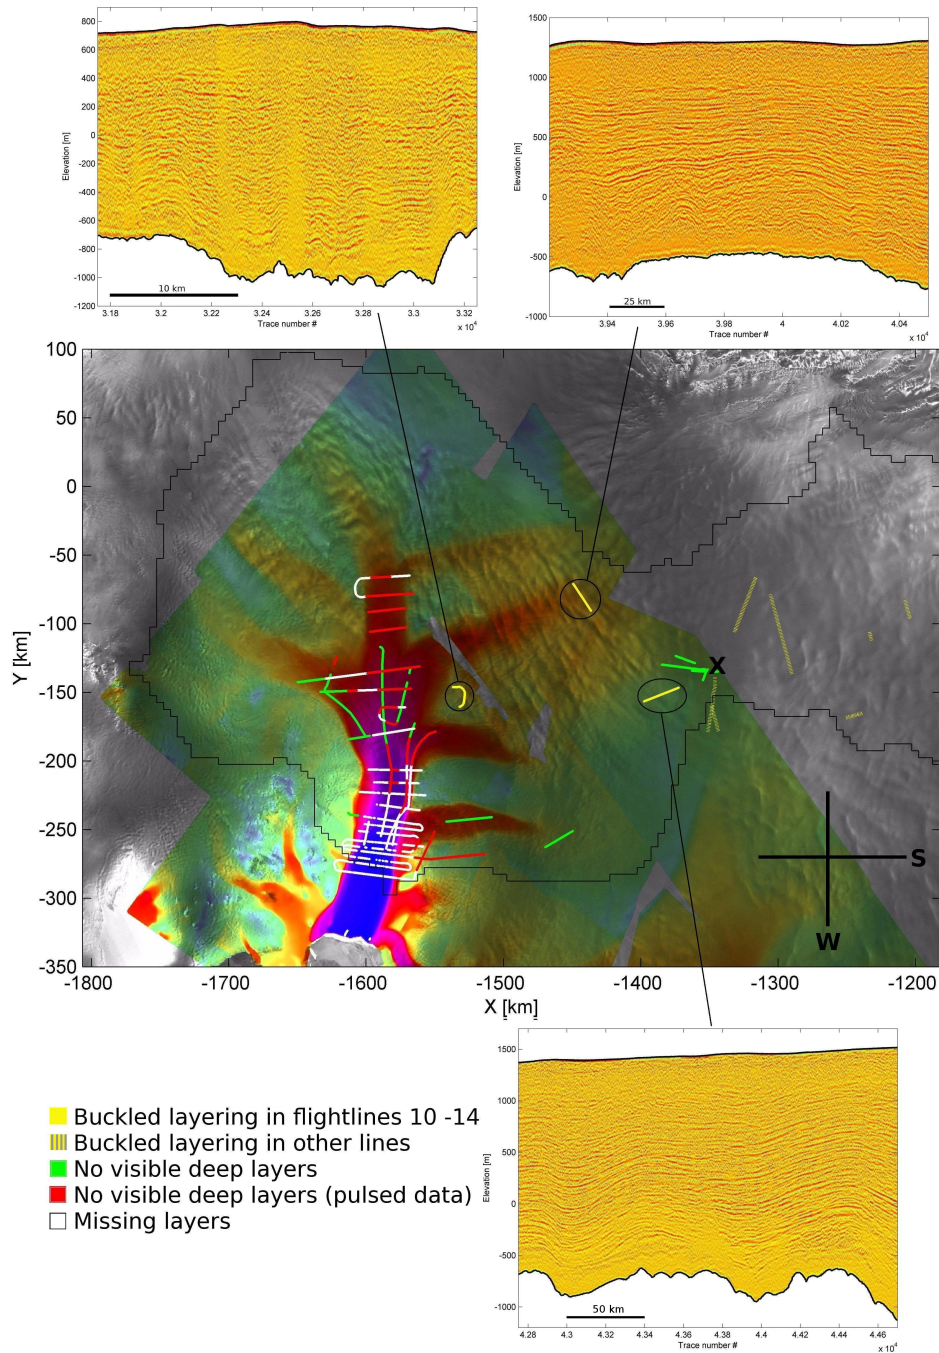 800
600
400
200
0
-200
-400
-600
-800
-1000
-1200
Elevation [m]
10 km
3.18 3.2 3.22 3.24 3.26 3.28 3.3 3.32
Trace number #
x 10⁴
1500
1000
500
0
-500
-1000
Elevation [m]
25 km
3.94 3.96 3.98 4 4.02 4.04
Trace number #
x 10⁴
100
50
0
-50
-100
-150
-200
-250
-300
-350
Y [km]
X
S
W
-1800 -1700 -1600 -1500 -1400 -1300 -1200
X [km]
Buckled layering in flightlines 10 -14
Buckled layering in other lines
No visible deep layers
No visible deep layers (pulsed data)
Missing layers
1500
1000
500
0
-500
-1000
Elevation [m]
50 km
4.28 4.3 4.32 4.34 4.36 4.38 4.4 4.42 4.44 4.46
Trace number #
x 10⁴